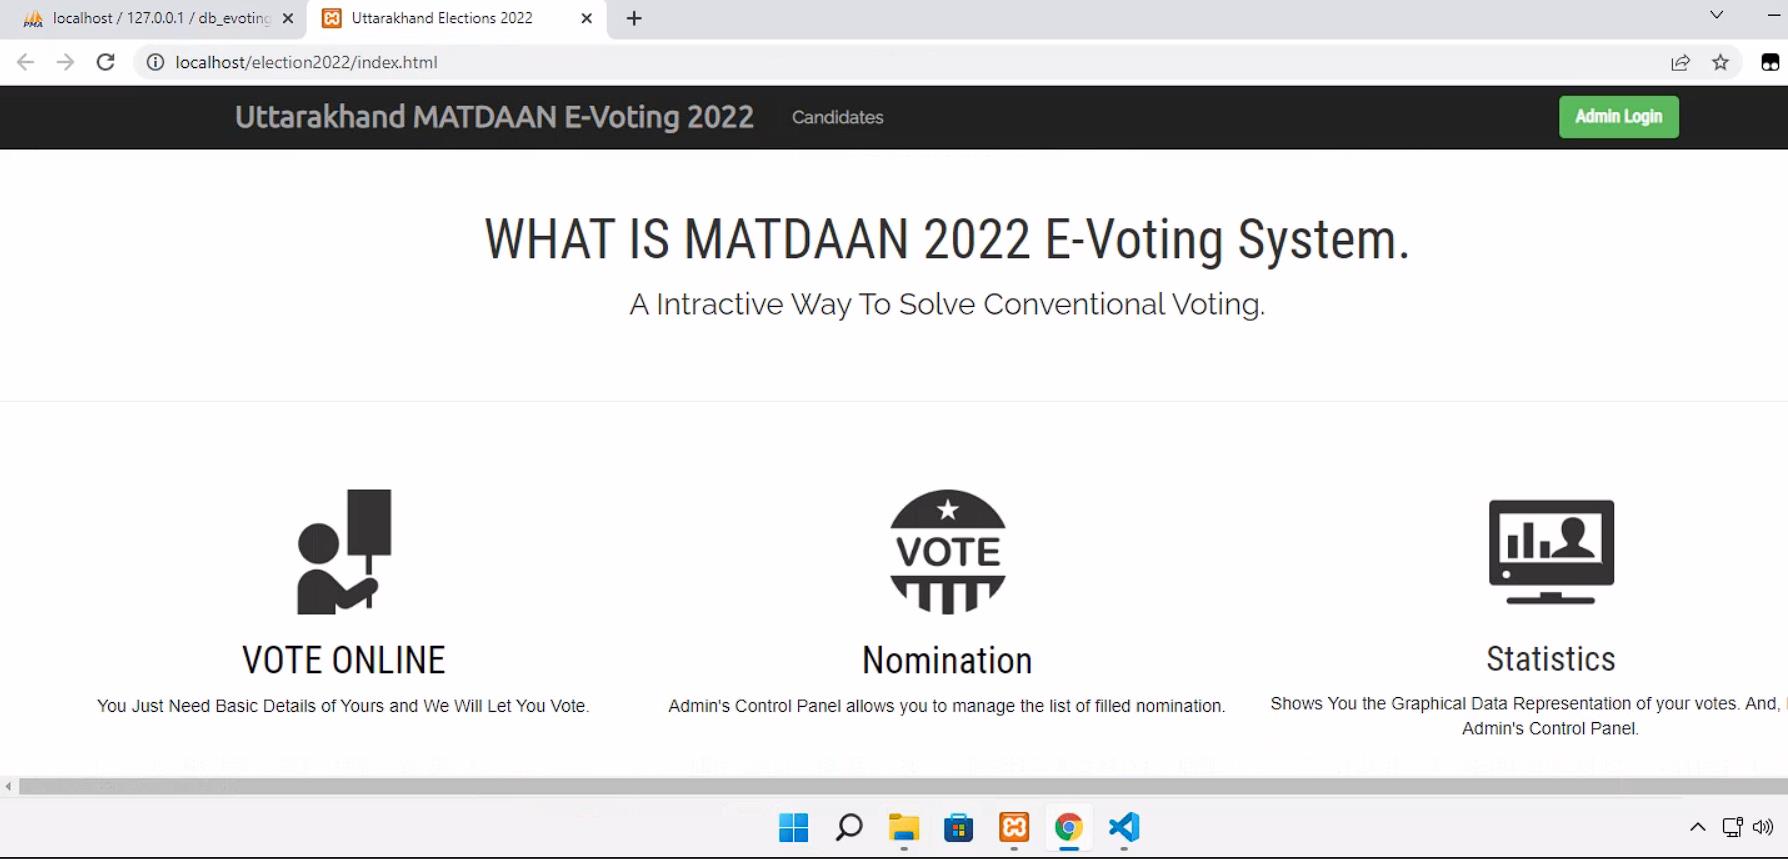 PMA localhost / 127.0.0.1 / db_evoting
Uttarakhand Elections 2022
localhost/election2022/index.html
Uttarakhand MATDAAN E-Voting 2022
Candidates
Admin Login
WHAT IS MATDAAN 2022 E-Voting System.
A Intractive Way To Solve Conventional Voting.
VOTE
VOTE ONLINE
Nomination
Statistics
You Just Need Basic Details of Yours and We Will Let You Vote.
Admin's Control Panel allows you to manage the list of filled nomination.
Shows You the Graphical Data Representation of your votes. And,
Admin's Control Panel.